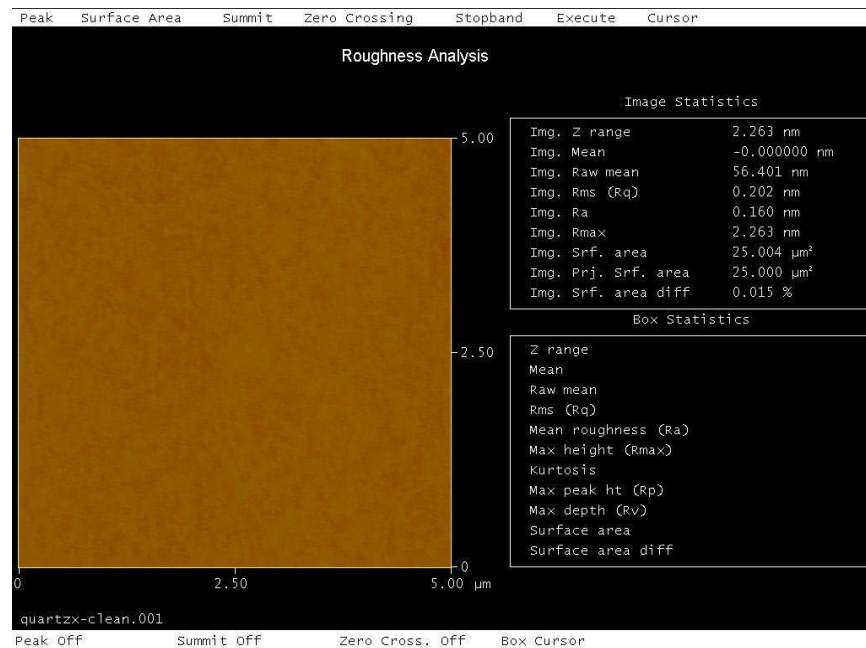 Peak Surface Area Summit Zero Crossing Stopband Execute Cursor
Roughness Analysis
Image Statistics
Img. Z range 2.263 nm
Img. Mean -0.000000 nm
Img. Raw mean 56.401 nm
Img. Rms (Rq) 0.202 nm
Img. Ra 0.160 nm
Img. Rmax 2.263 nm
Img. Srf. area 25.004 µm²
Img. Prj. Srf. area 25.000 µm²
Img. Srf. area diff 0.015 %
Box Statistics
Z range
Mean
Raw mean
Rms (Rq)
Mean roughness (Ra)
Max height (Rmax)
Kurtosis
Max peak ht (Rp)
Max depth (Rv)
Surface area
Surface area diff
5.00
2.50
0
0 2.50 5.00 µm
quartzx-clean.001
Peak Off Summit Off Zero Cross. Off Box Cursor